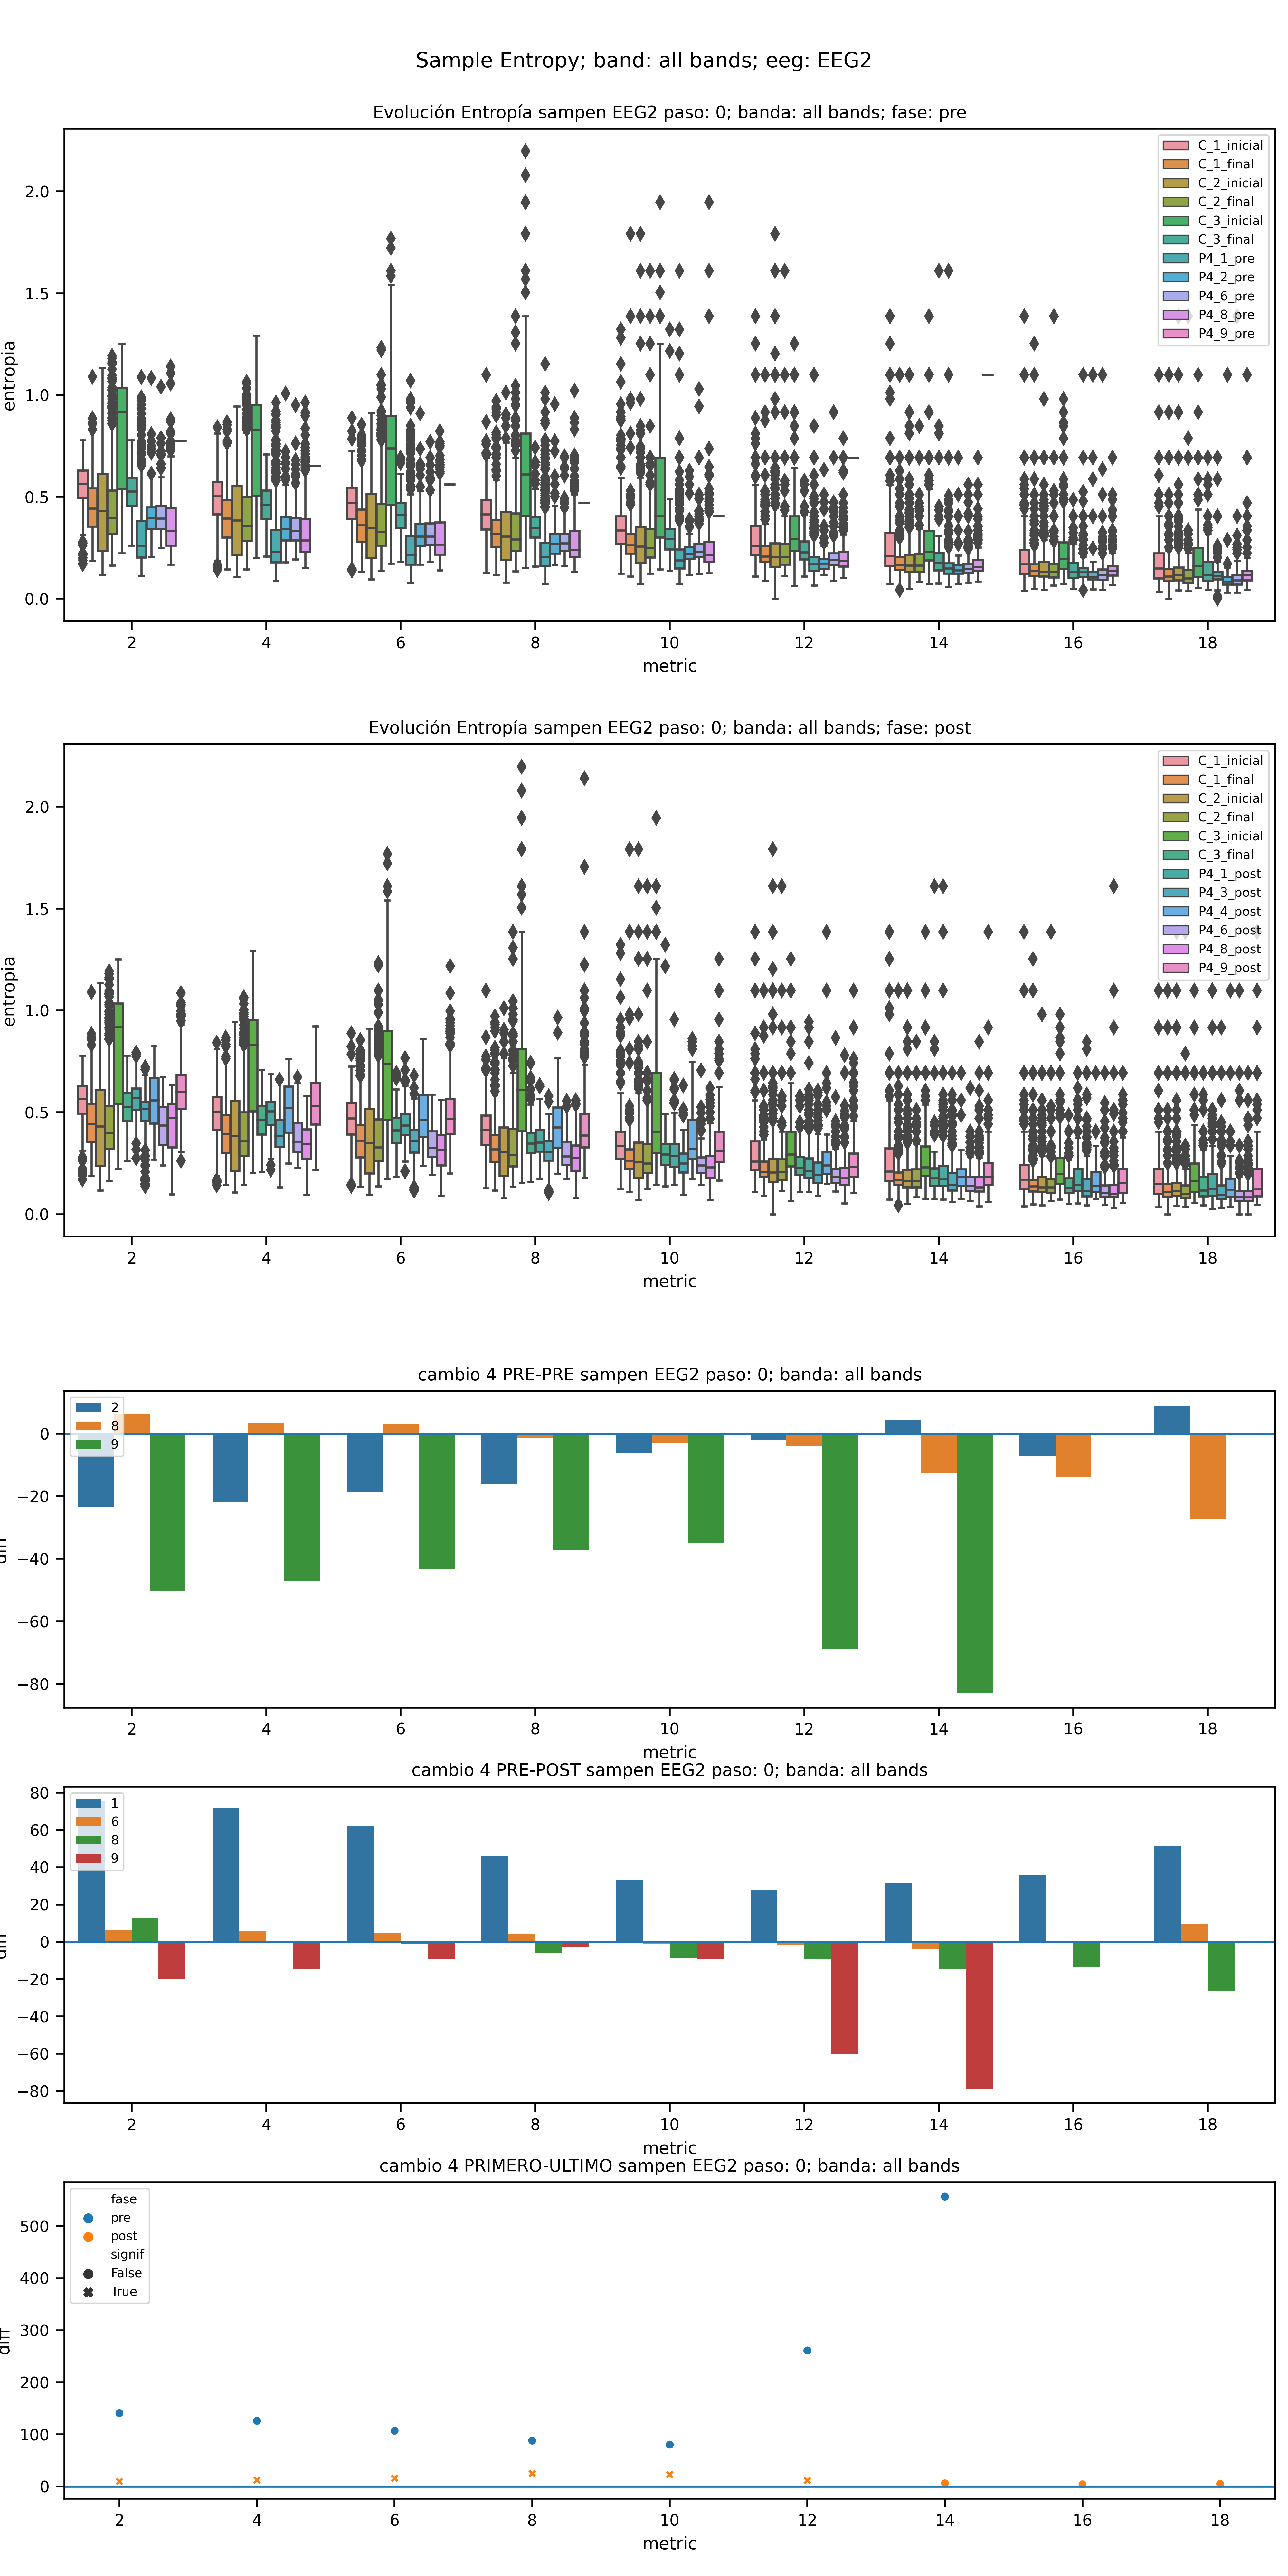 Sample Entropy; band: all bands; eeg: EEG2
Evolución Entropía sampen EEG2 paso: 0; banda: all bands; fase: pre
entropia
2.0
1.5
1.0
0.5
0.0
C_1_inicial
C_1_final
C_2_inicial
C_2_final
C_3_inicial
C_3_final
P4_1_pre
P4_2_pre
P4_6_pre
P4_8_pre
P4_9_pre
2 4 6 8 10 12 14 16 18
metric
Evolución Entropía sampen EEG2 paso: 0; banda: all bands; fase: post
entropia
2.0
1.5
1.0
0.5
0.0
C_1_inicial
C_1_final
C_2_inicial
C_2_final
C_3_inicial
C_3_final
P4_1_post
P4_3_post
P4_4_post
P4_6_post
P4_8_post
P4_9_post
2 4 6 8 10 12 14 16 18
metric
cambio 4 PRE-PRE sampen EEG2 paso: 0; banda: all bands
diff
0
−20
−40
−60
−80
2
8
9
2 4 6 8 10 12 14 16 18
metric
cambio 4 PRE-POST sampen EEG2 paso: 0; banda: all bands
diff
80
60
40
20
0
−20
−40
−60
−80
1
6
8
9
2 4 6 8 10 12 14 16 18
metric
cambio 4 PRIMERO-ULTIMO sampen EEG2 paso: 0; banda: all bands
diff
500
400
300
200
100
0
fase
pre
post
signif
False
True
2 4 6 8 10 12 14 16 18
metric